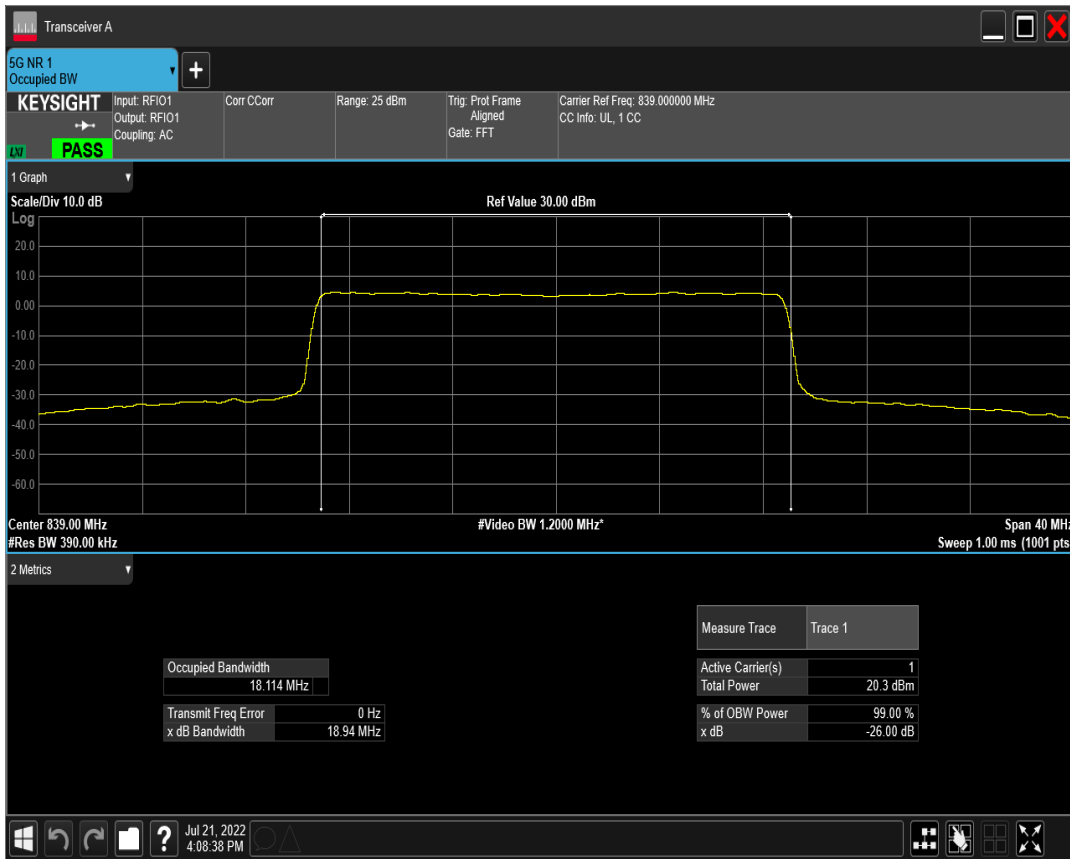 Transceiver A
5G NR 1
Occupied BW
+
KEYSIGHT
LXI
PASS
Input: RFIO1
Output: RFIO1
Coupling: AC
Corr CCorr
Range: 25 dBm
Trig: Prot Frame
Aligned
Gate: FFT
Carrier Ref Freq: 839.000000 MHz
CC Info: UL, 1 CC
1 Graph
Scale/Div 10.0 dB
Ref Value 30.00 dBm
Log
20.0
10.0
0.00
-10.0
-20.0
-30.0
-40.0
-50.0
-60.0
Center 839.00 MHz
#Video BW 1.2000 MHz*
Span 40 MHz
#Res BW 390.00 kHz
Sweep 1.00 ms (1001 pts
2 Metrics
Measure Trace Trace 1
Occupied Bandwidth
18.114 MHz
Active Carrier(s) 1
Total Power 20.3 dBm
Transmit Freq Error 0 Hz
x dB Bandwidth 18.94 MHz
% of OBW Power 99.00 %
x dB -26.00 dB
?
Jul 21, 2022
4:08:38 PM